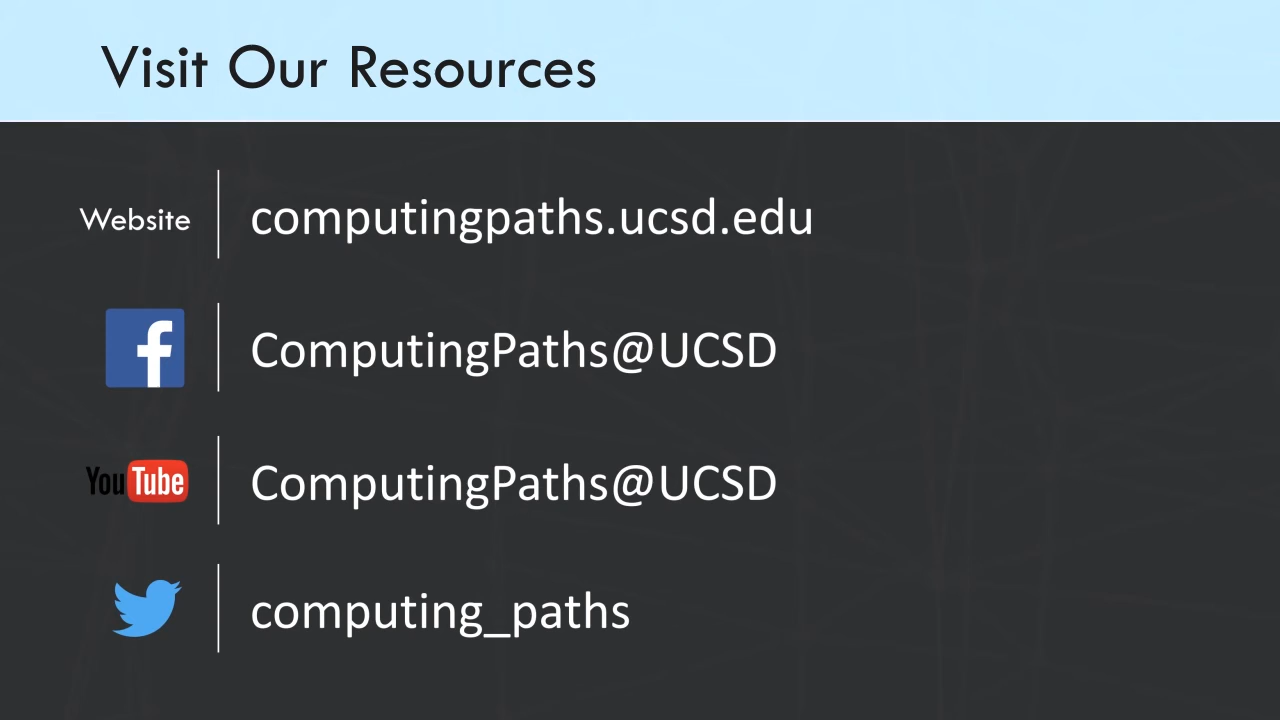 Visit Our Resources
Website
computingpaths.ucsd.edu
f
ComputingPaths@UCSD
YouTube
ComputingPaths@UCSD
computing_paths